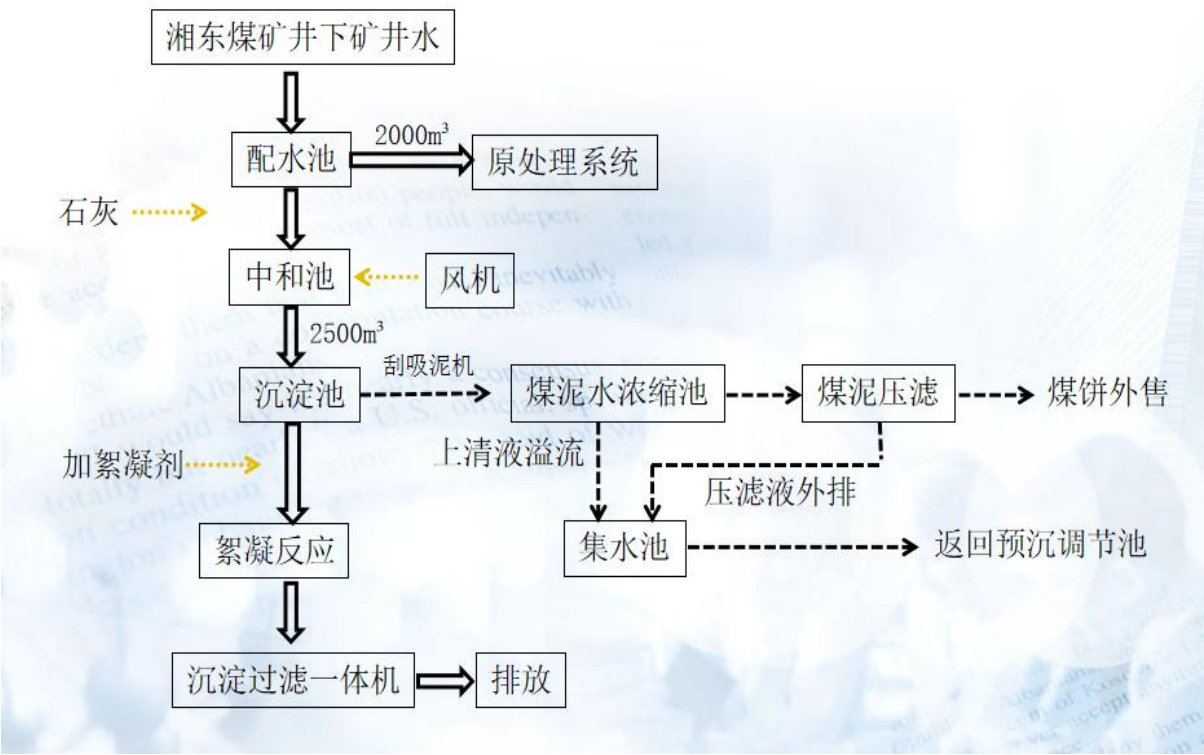 湘东煤矿井下矿井水
2000m³
配水池
原处理系统
石灰
中和池
风机
2500m³
刮吸泥机
沉淀池
煤泥水浓缩池
煤泥压滤
煤饼外售
加絮凝剂
上清液溢流
压滤液外排
絮凝反应
集水池
返回预沉调节池
沉淀过滤一体机
排放